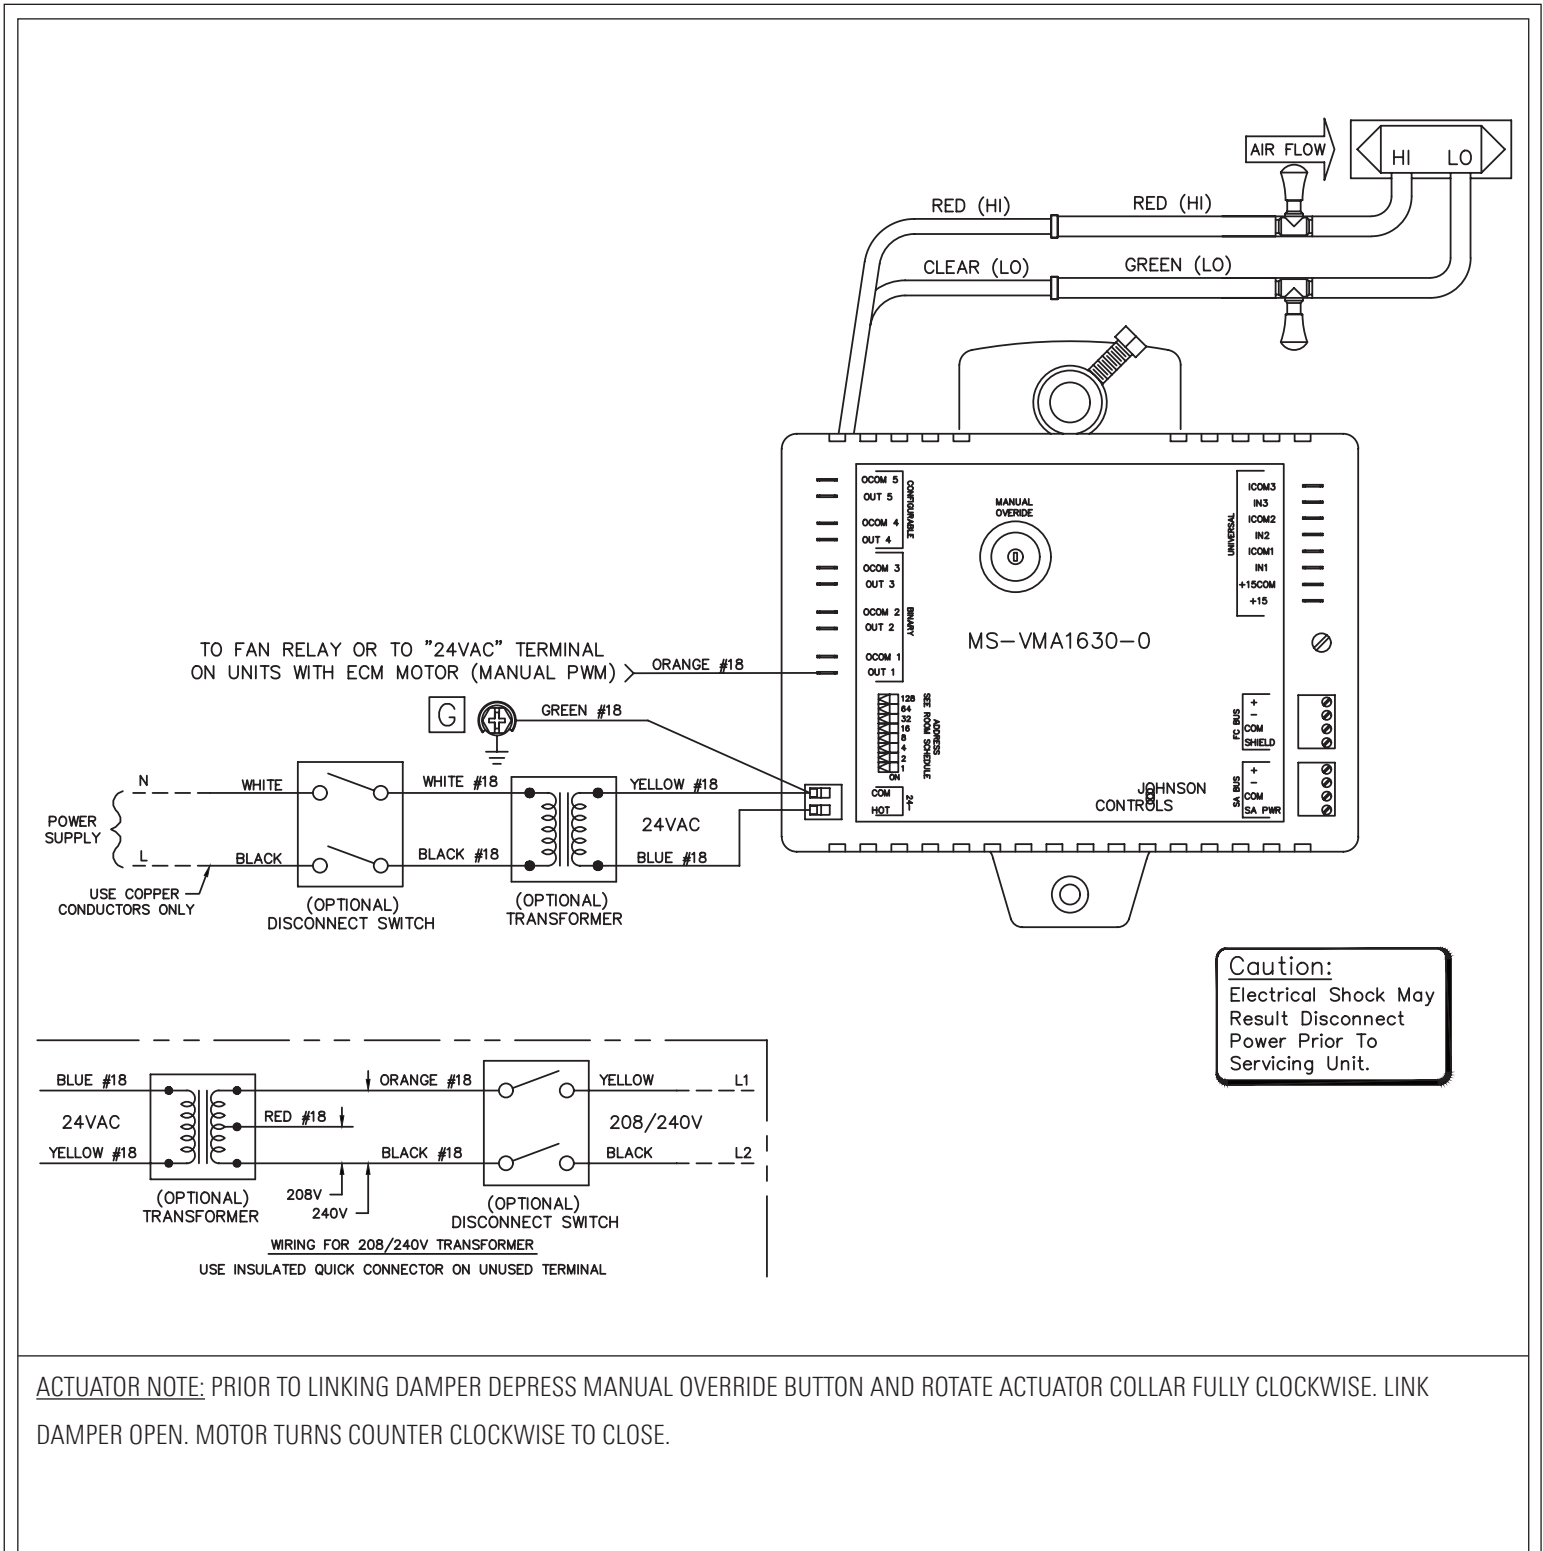 AIR FLOW
HI LO
RED (HI) RED (HI)
CLEAR (LO) GREEN (LO)
OCOM 5
OUT 5
OCOM 4
OUT 4
CONFIGURABLE
OCOM 3
OUT 3
OCOM 2
OUT 2
OCOM 1
OUT 1
BINARY
MANUAL
OVERIDE
MS-VMA1630-0
UNIVERSAL
ICOM3
IN3
ICOM2
IN2
ICOM1
IN1
+15COM
+15
TO FAN RELAY OR TO "24VAC" TERMINAL
ON UNITS WITH ECM MOTOR (MANUAL PWM)
ORANGE #18
G
GREEN #18
128
64
32
16
8
4
2
1
ON
ADDRESS
SEE ROOM SCHEDULE
COM
HOT
24~
FC BUS
+
-
COM
SHIELD
SA BUS
+
-
COM
SA PWR
JOHNSON
CONTROLS
POWER
SUPPLY
N WHITE WHITE #18 YELLOW #18
24VAC
L BLACK BLACK #18 BLUE #18
USE COPPER
CONDUCTORS ONLY
(OPTIONAL)
DISCONNECT SWITCH
(OPTIONAL)
TRANSFORMER
Caution:
Electrical Shock May
Result Disconnect
Power Prior To
Servicing Unit.
BLUE #18 ORANGE #18 YELLOW L1
24VAC RED #18 208/240V
YELLOW #18 BLACK #18 BLACK L2
208V
240V
(OPTIONAL)
TRANSFORMER
(OPTIONAL)
DISCONNECT SWITCH
WIRING FOR 208/240V TRANSFORMER
USE INSULATED QUICK CONNECTOR ON UNUSED TERMINAL
ACTUATOR NOTE: PRIOR TO LINKING DAMPER DEPRESS MANUAL OVERRIDE BUTTON AND ROTATE ACTUATOR COLLAR FULLY CLOCKWISE. LINK
DAMPER OPEN. MOTOR TURNS COUNTER CLOCKWISE TO CLOSE.